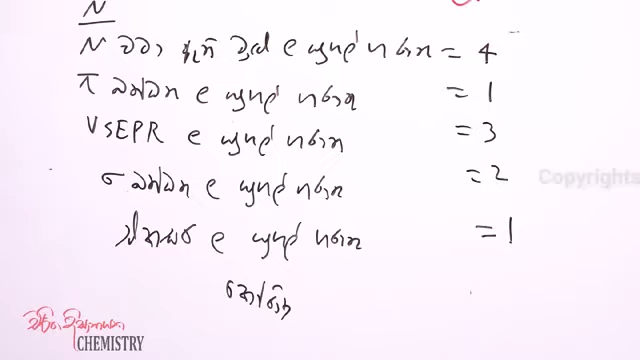 N
N වටා ඇති මුළු e යුගල් ගණන = 4
π බන්ධන e යුගල් ගණන = 1
VSEPR e යුගල් ගණන = 3
σ බන්ධන e යුගල් ගණන = 2
Copyrights
එකසර e යුගල් ගණන = 1
කෝණික
CHEMISTRY